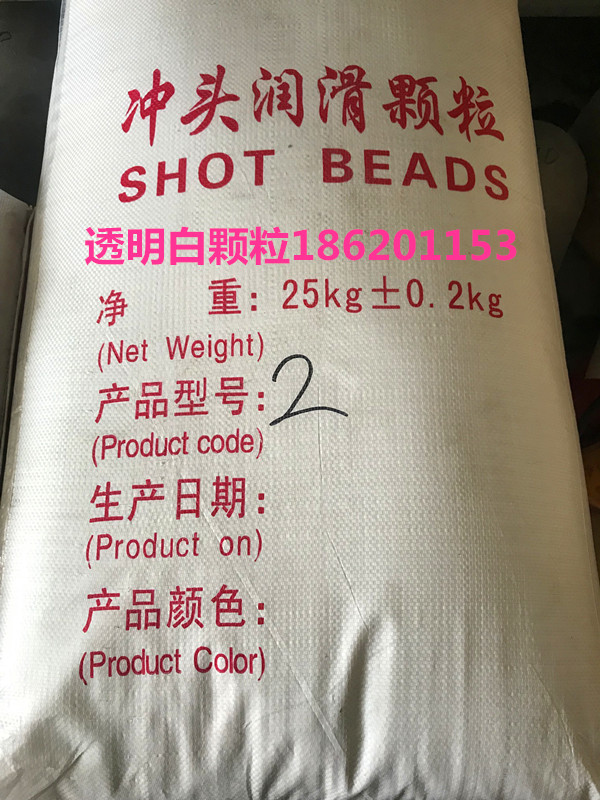 冲头润滑颗粒
SHOT BEADS
透明白颗粒186201153
净 重：25kg±0.2kg
(Net Weight)
产品型号：2
(Product code)
生产日期：
(Product on)
产品颜色：
(Product Color)